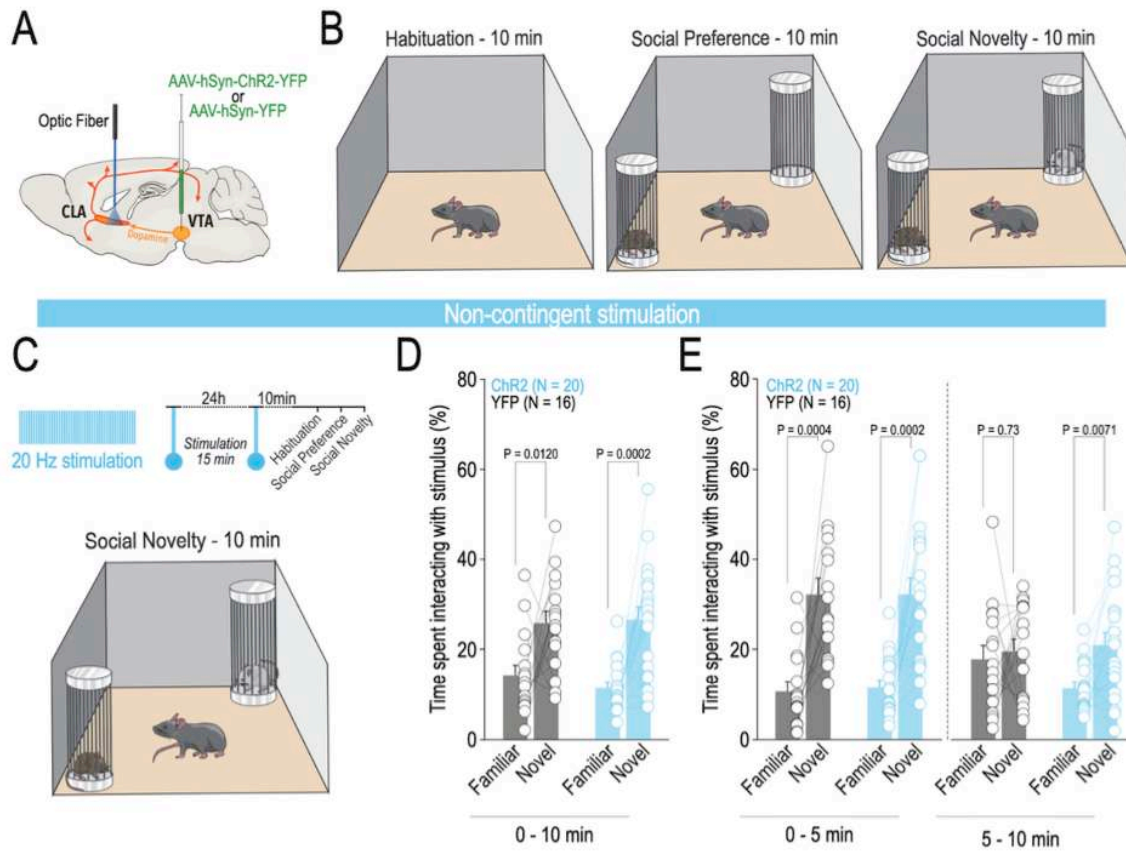 A
AAV-hSyn-ChR2-YFP
or
AAV-hSyn-YFP
Optic Fiber
CLA
VTA
Dopamine
B
Habituation - 10 min
Social Preference - 10 min
Social Novelty - 10 min
Non-contingent stimulation
C
20 Hz stimulation
24h
10min
Stimulation
15 min
Habituation
Social Preference
Social Novelty
Social Novelty - 10 min
D
Time spent interacting with stimulus (%)
80
60
40
20
0
ChR2 (N = 20)
YFP (N = 16)
P = 0.0120
P = 0.0002
Familiar
Novel
Familiar
Novel
0 - 10 min
E
Time spent interacting with stimulus (%)
80
60
40
20
0
ChR2 (N = 20)
YFP (N = 16)
P = 0.0004
P = 0.0002
P = 0.73
P = 0.0071
Familiar
Novel
Familiar
Novel
Familiar
Novel
Familiar
Novel
0 - 5 min
5 - 10 min